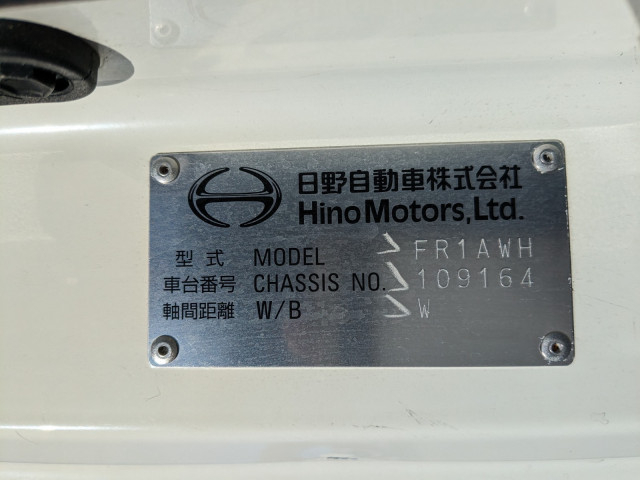 日野自動車株式会社
Hino Motors, Ltd.
型式 MODEL > FR1AWH
車台番号 CHASSIS NO. > 109164
軸間距離 W/B > W